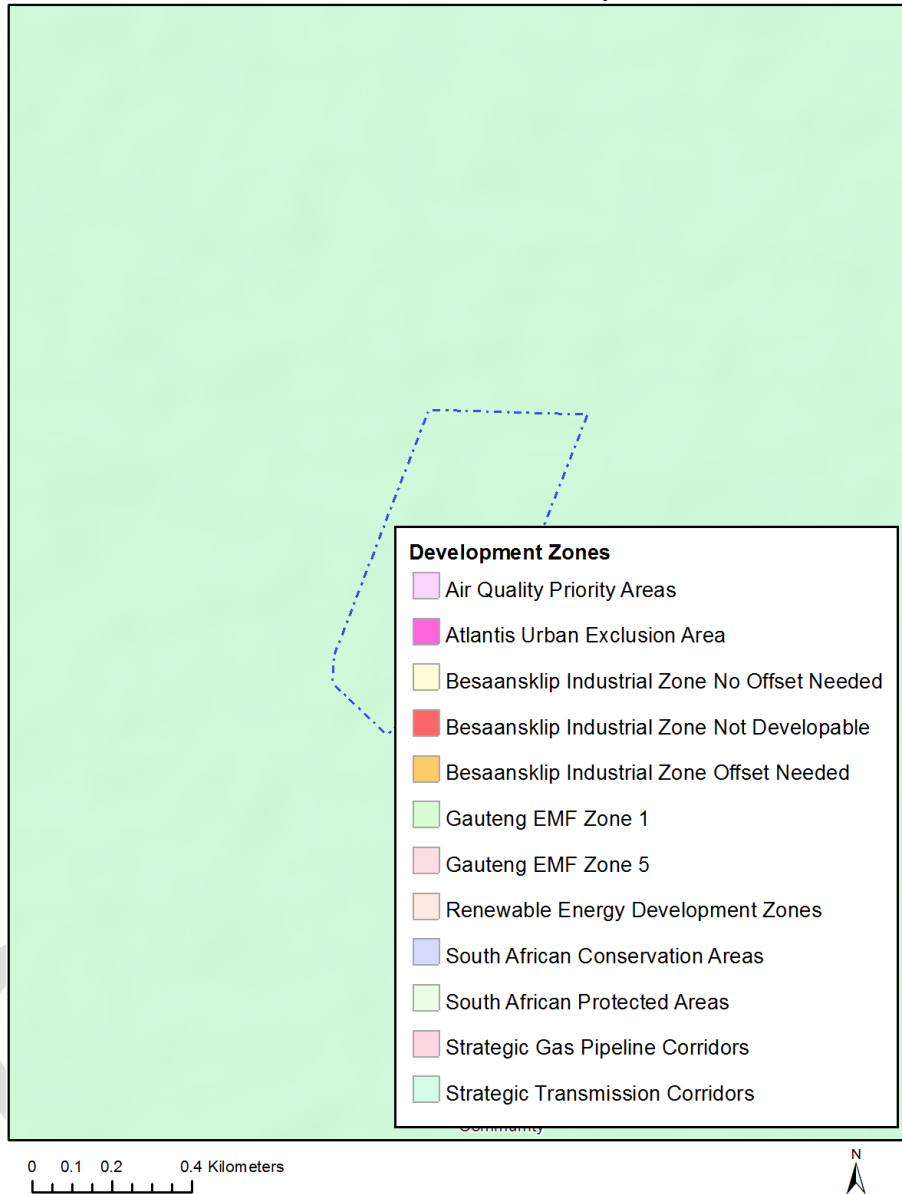 Development Zones
Air Quality Priority Areas
Atlantis Urban Exclusion Area
Besaansklip Industrial Zone No Offset Needed
Besaansklip Industrial Zone Not Developable
Besaansklip Industrial Zone Offset Needed
Gauteng EMF Zone 1
Gauteng EMF Zone 5
Renewable Energy Development Zones
South African Conservation Areas
South African Protected Areas
Strategic Gas Pipeline Corridors
Strategic Transmission Corridors
Community
0 0.1 0.2 0.4 Kilometers
N